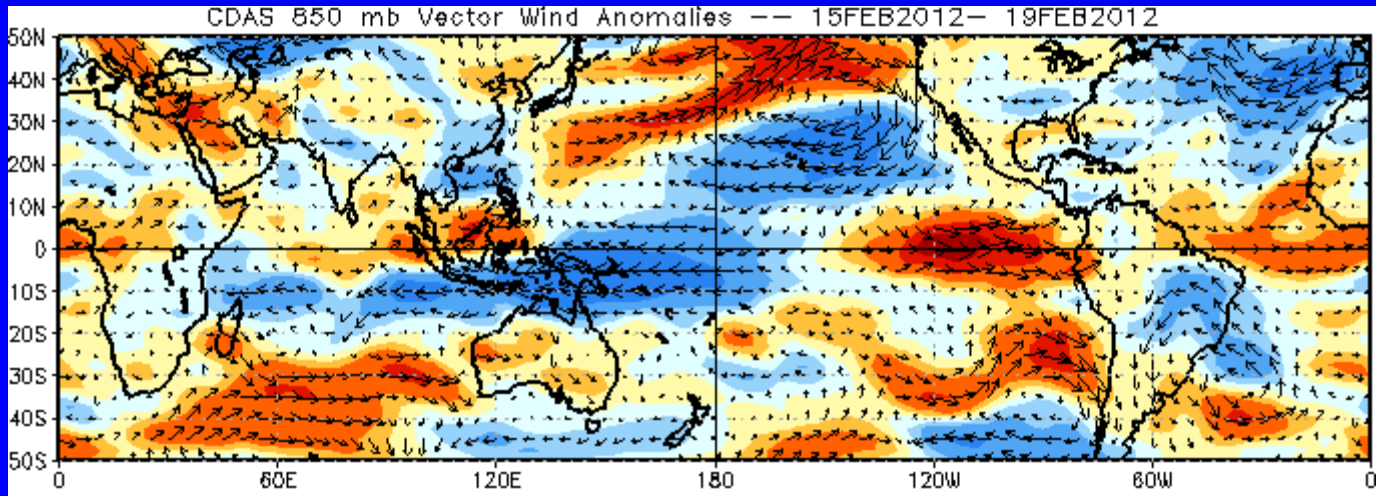 CDAS 850 mb Vector Wind Anomalies -- 15FEB2012- 19FEB2012
50N
40N
30N
20N
10N
0
10S
20S
30S
40S
50S
0 60E 120E 180 120W 60W 0